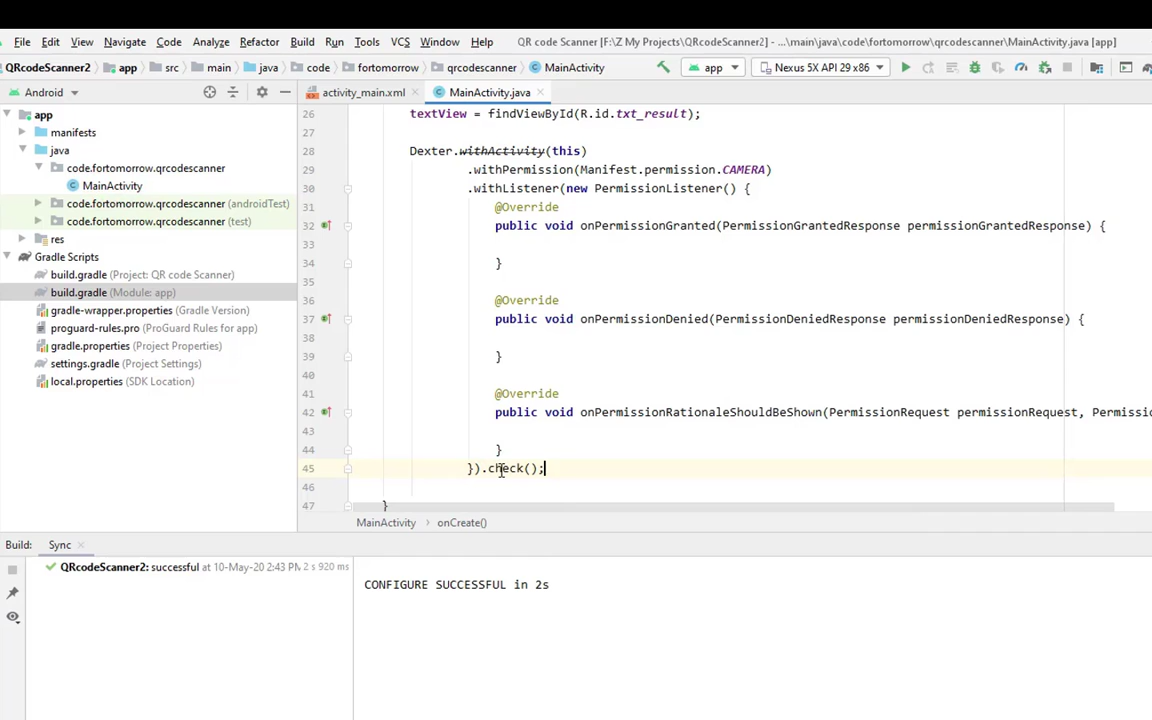 File Edit View Navigate Code Analyze Refactor Build Run Tools VCS Window Help QR code Scanner [F:\Z My Projects\QRcodeScanner2] - ...\main\java\code\fortomorrow\qrcodescanner\MainActivity.java [app]
QRcodeScanner2 app src main java code fortomorrow qrcodescanner MainActivity app Nexus 5X API 29 x86
Android activity_main.xml MainActivity.java
app
manifests
java
code.fortomorrow.qrcodescanner
MainActivity
code.fortomorrow.qrcodescanner (androidTest)
code.fortomorrow.qrcodescanner (test)
res
Gradle Scripts
build.gradle (Project: QR code Scanner)
build.gradle (Module: app)
gradle-wrapper.properties (Gradle Version)
proguard-rules.pro (ProGuard Rules for app)
gradle.properties (Project Properties)
settings.gradle (Project Settings)
local.properties (SDK Location)
26 textView = findViewById(R.id.txt_result);
27
28 Dexter.withActivity(this)
29 .withPermission(Manifest.permission.CAMERA)
30 .withListener(new PermissionListener() {
31 @Override
32 public void onPermissionGranted(PermissionGrantedResponse permissionGrantedResponse) {
33
34 }
35
36 @Override
37 public void onPermissionDenied(PermissionDeniedResponse permissionDeniedResponse) {
38
39 }
40
41 @Override
42 public void onPermissionRationaleShouldBeShown(PermissionRequest permissionRequest, Permissio
43
44 }
45 }).check();
46
47 }
MainActivity onCreate()
Build: Sync
QRcodeScanner2: successful at 10-May-20 2:43 PM 2 s 920 ms
CONFIGURE SUCCESSFUL in 2s